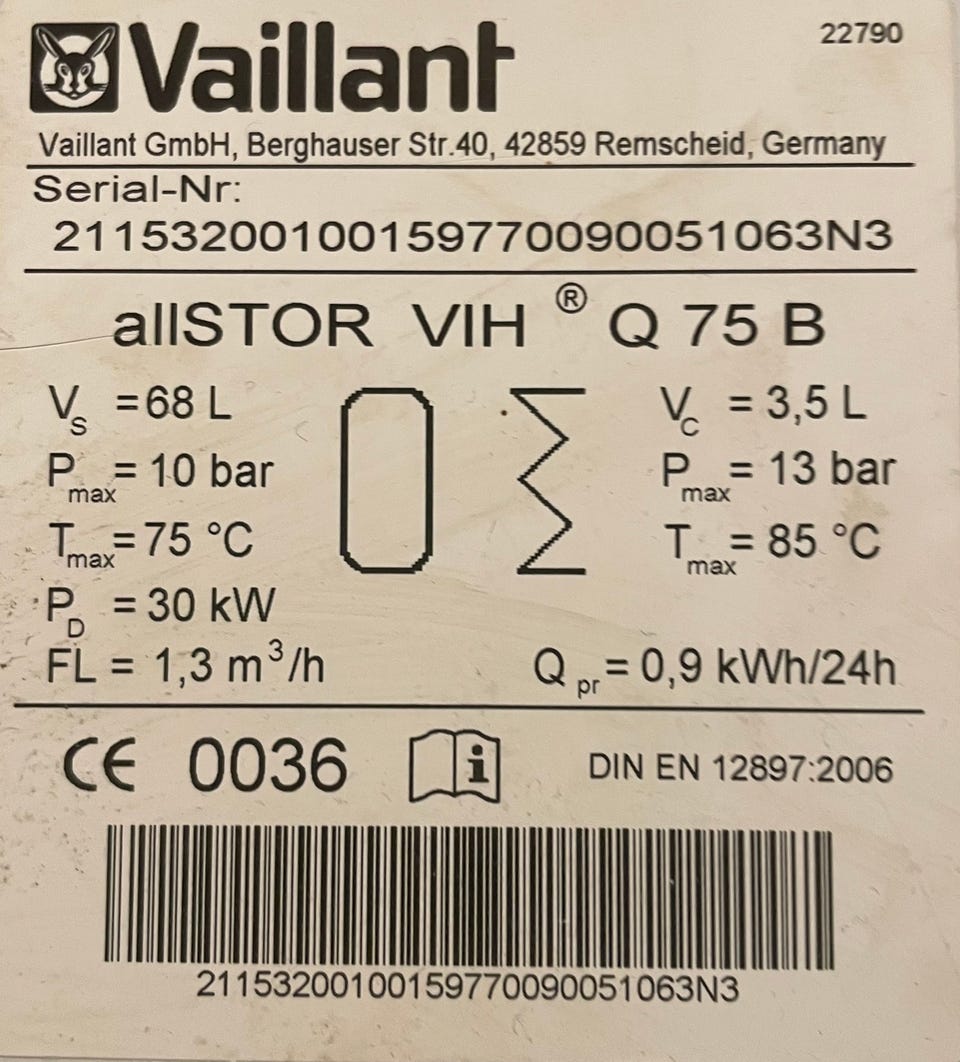 Vaillant
22790
Vaillant GmbH, Berghauser Str.40, 42859 Remscheid, Germany
Serial-Nr:
21153200100159770090051063N3
allSTOR VIH ® Q 75 B
Vs = 68 L
Vc = 3,5 L
Pmax = 10 bar
Pmax = 13 bar
Tmax = 75 °C
Tmax = 85 °C
PD = 30 kW
FL = 1,3 m³/h
Qpr = 0,9 kWh/24h
CE 0036
i
DIN EN 12897:2006
21153200100159770090051063N3